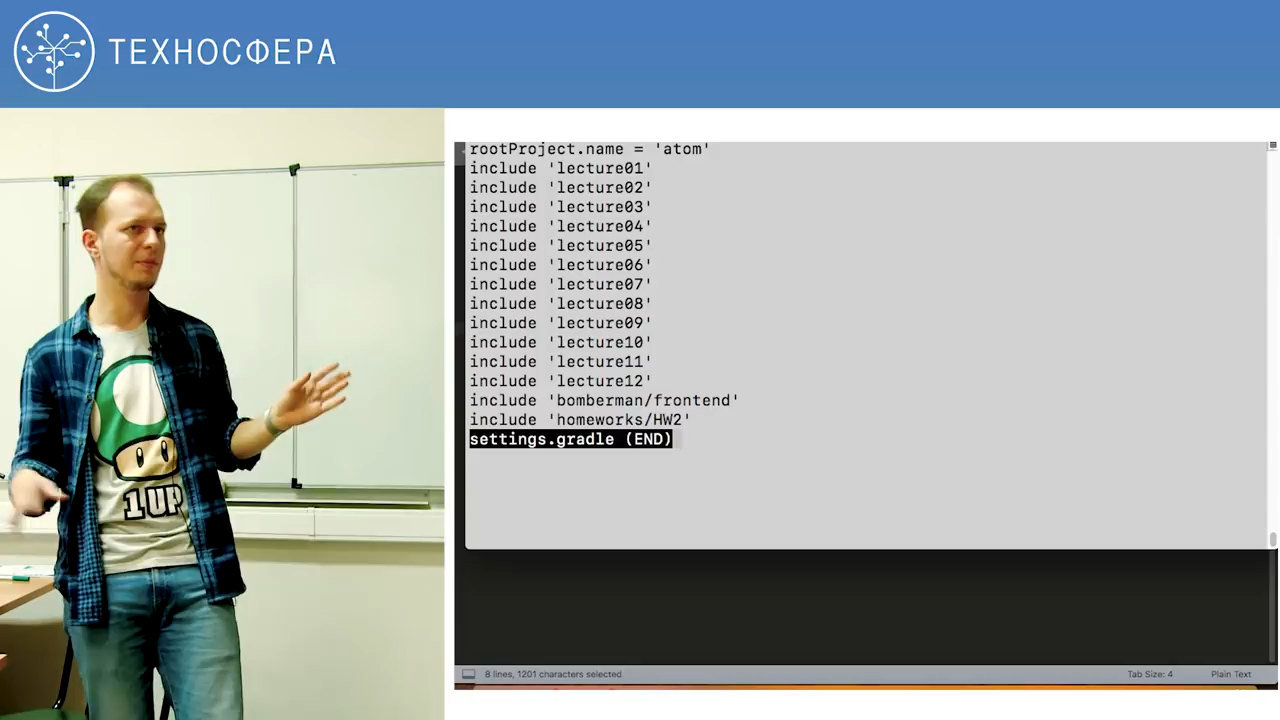 ТЕХНОСФЕРА
rootProject.name = 'atom'
include 'lecture01'
include 'lecture02'
include 'lecture03'
include 'lecture04'
include 'lecture05'
include 'lecture06'
include 'lecture07'
include 'lecture08'
include 'lecture09'
include 'lecture10'
include 'lecture11'
include 'lecture12'
include 'bomberman/frontend'
include 'homeworks/HW2'
settings.gradle (END)
1 UP
8 lines, 1201 characters selected
Tab Size: 4
Plain Text